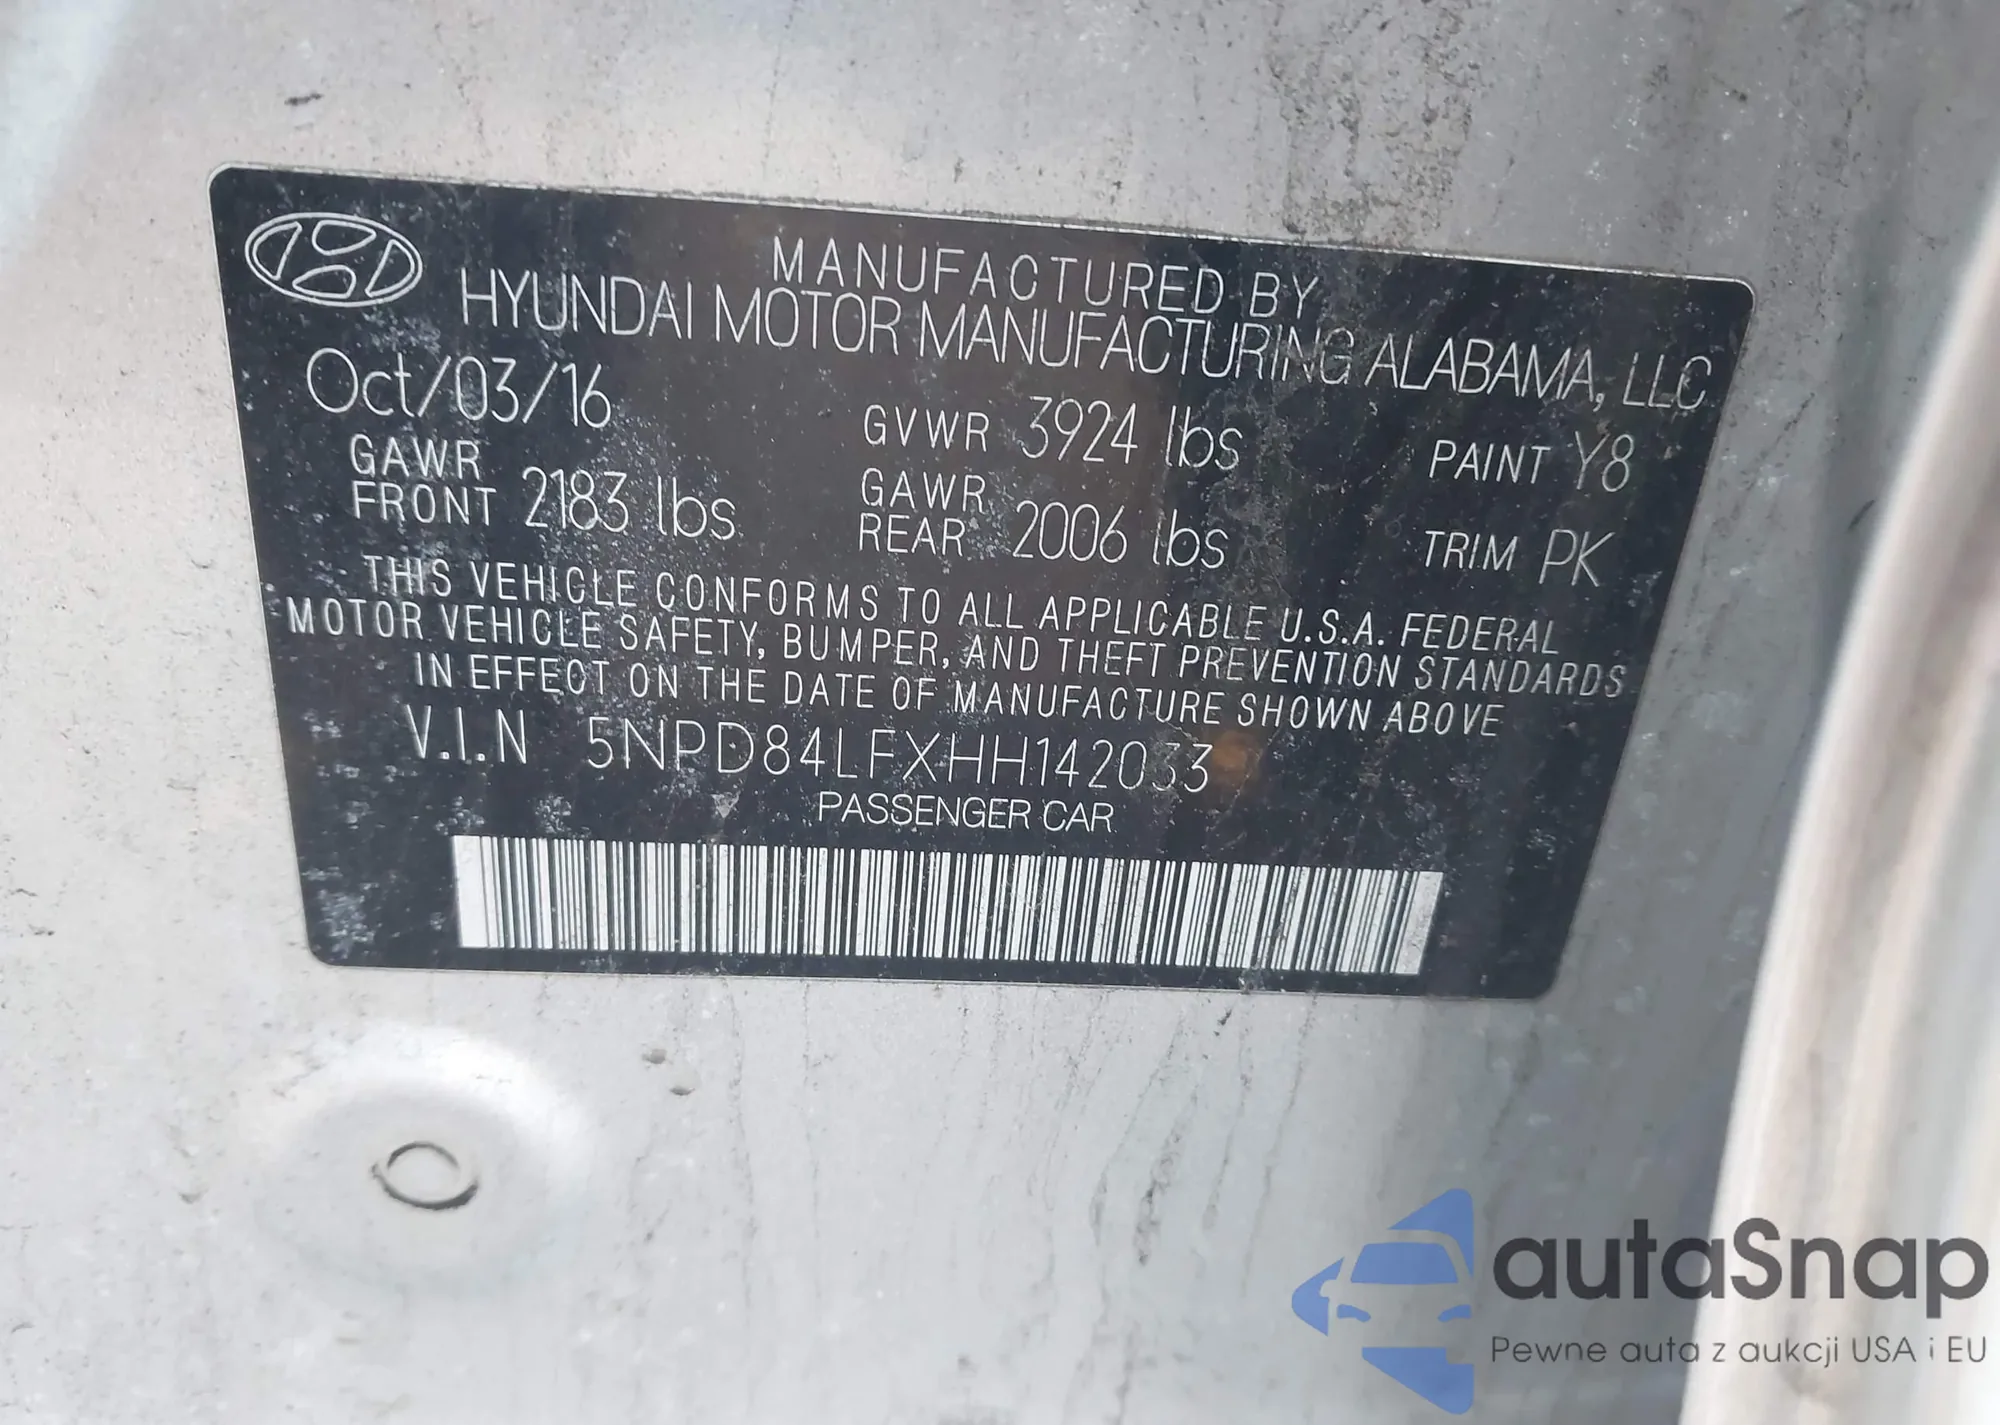 MANUFACTURED BY
HYUNDAI MOTOR MANUFACTURING ALABAMA, LLC
Oct/03/16 GVWR 3924 lbs PAINT Y8
GAWR FRONT 2183 lbs GAWR REAR 2006 lbs TRIM PK
THIS VEHICLE CONFORMS TO ALL APPLICABLE U.S.A. FEDERAL
MOTOR VEHICLE SAFETY, BUMPER, AND THEFT PREVENTION STANDARDS
IN EFFECT ON THE DATE OF MANUFACTURE SHOWN ABOVE
V.I.N 5NPD84LFXHH142033
PASSENGER CAR
autaSnap
Pewne auta z aukcji USA i EU